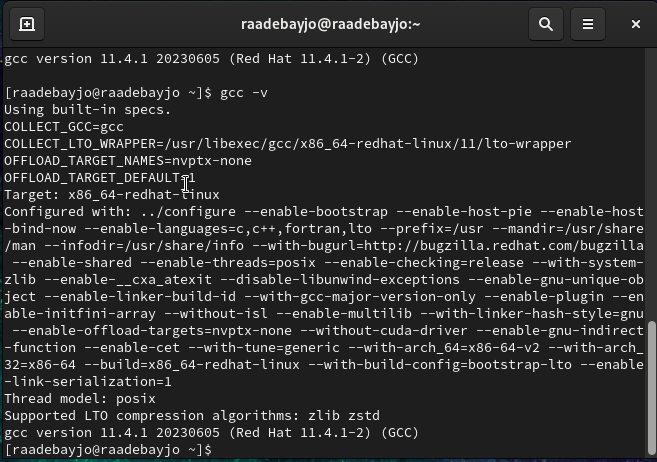 raadebayjo@raadebayjo:~
gcc version 11.4.1 20230605 (Red Hat 11.4.1-2) (GCC)
[raadebayjo@raadebayjo ~]$ gcc -v
Using built-in specs.
COLLECT_GCC=gcc
COLLECT_LTO_WRAPPER=/usr/libexec/gcc/x86_64-redhat-linux/11/lto-wrapper
OFFLOAD_TARGET_NAMES=nvptx-none
OFFLOAD_TARGET_DEFAULT=1
Target: x86_64-redhat-linux
Configured with: ../configure --enable-bootstrap --enable-host-pie --enable-host
-bind-now --enable-languages=c,c++,fortran,lto --prefix=/usr --mandir=/usr/share
/man --infodir=/usr/share/info --with-bugurl=http://bugzilla.redhat.com/bugzilla
 --enable-shared --enable-threads=posix --enable-checking=release --with-system-
zlib --enable-__cxa_atexit --disable-libunwind-exceptions --enable-gnu-unique-ob
ject --enable-linker-build-id --with-gcc-major-version-only --enable-plugin --en
able-initfini-array --without-isl --enable-multilib --with-linker-hash-style=gnu
 --enable-offload-targets=nvptx-none --without-cuda-driver --enable-gnu-indirect
-function --enable-cet --with-tune=generic --with-arch_64=x86-64-v2 --with-arch_
32=x86-64 --build=x86_64-redhat-linux --with-build-config=bootstrap-lto --enable
-link-serialization=1
Thread model: posix
Supported LTO compression algorithms: zlib zstd
gcc version 11.4.1 20230605 (Red Hat 11.4.1-2) (GCC)
[raadebayjo@raadebayjo ~]$